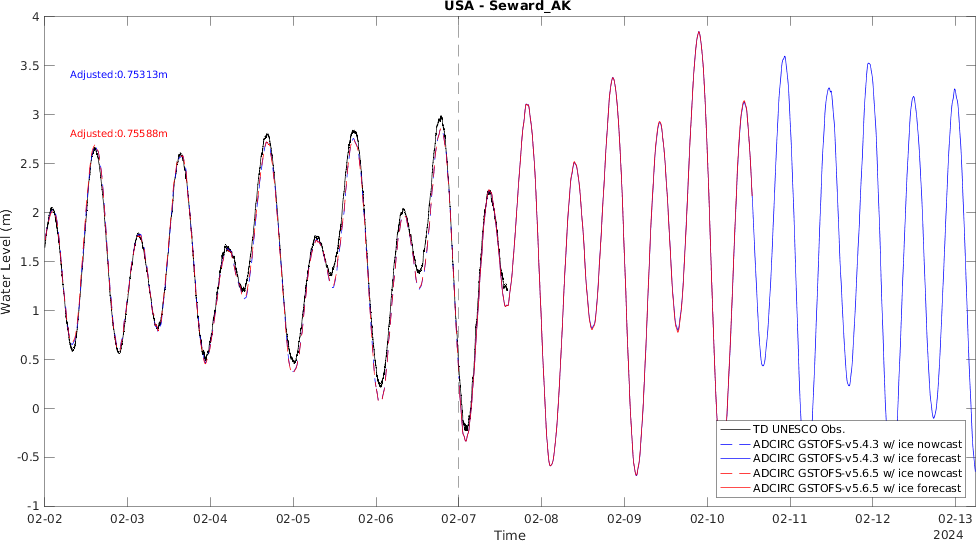 USA - Seward_AK
4
3.5
3
2.5
2
1.5
1
0.5
0
-0.5
-1
Water Level (m)
Adjusted:0.75313m
Adjusted:0.75588m
TD UNESCO Obs.
ADCIRC GSTOFS-v5.4.3 w/ ice nowcast
ADCIRC GSTOFS-v5.4.3 w/ ice forecast
ADCIRC GSTOFS-v5.6.5 w/ ice nowcast
ADCIRC GSTOFS-v5.6.5 w/ ice forecast
02-02 02-03 02-04 02-05 02-06 02-07 02-08 02-09 02-10 02-11 02-12 02-13
Time 2024